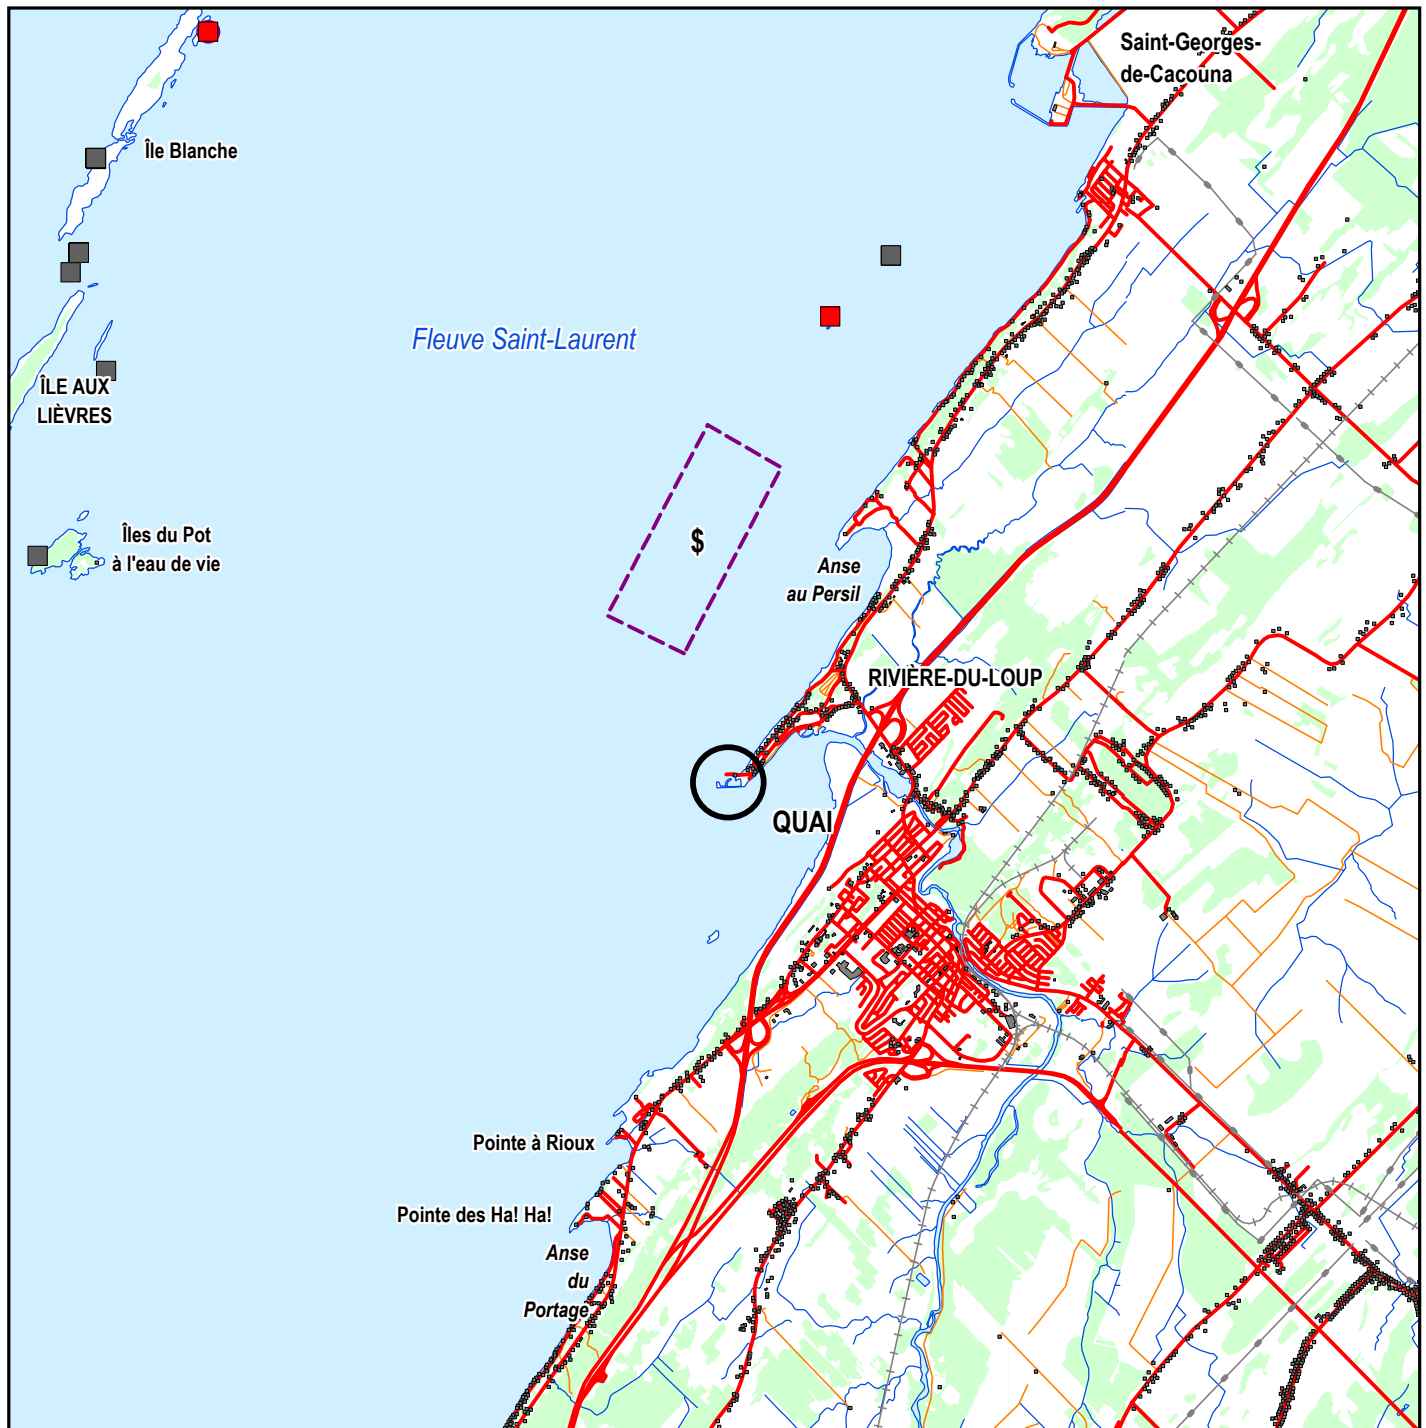 Saint-Georges-
de-Cacouna
Île Blanche
Fleuve Saint-Laurent
ÎLE AUX
LIÈVRES
Îles du Pot
à l'eau de vie
$
Anse
au Persil
RIVIÈRE-DU-LOUP
QUAI
Pointe à Rioux
Pointe des Ha! Ha!
Anse
du
Portage